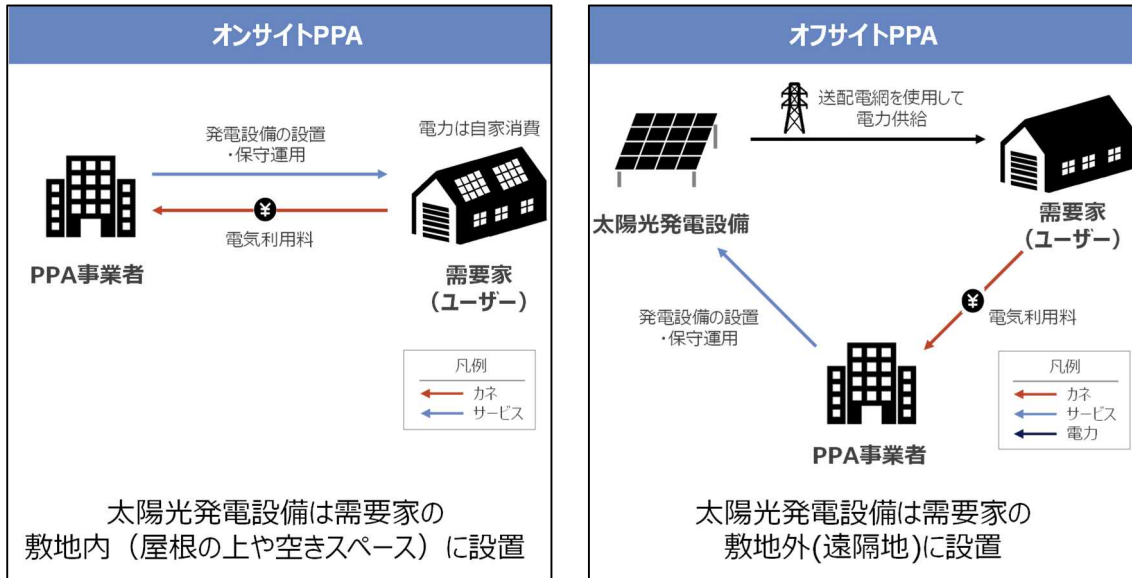 オンサイトPPA
発電設備の設置
・保守運用
電力は自家消費
¥
電気利用料
PPA事業者
需要家
（ユーザー）
凡例
カネ
サービス
太陽光発電設備は需要家の
敷地内（屋根の上や空きスペース）に設置
オフサイトPPA
送配電網を使用して
電力供給
太陽光発電設備
需要家
（ユーザー）
発電設備の設置
・保守運用
¥
電気利用料
PPA事業者
凡例
カネ
サービス
電力
太陽光発電設備は需要家の
敷地外(遠隔地)に設置